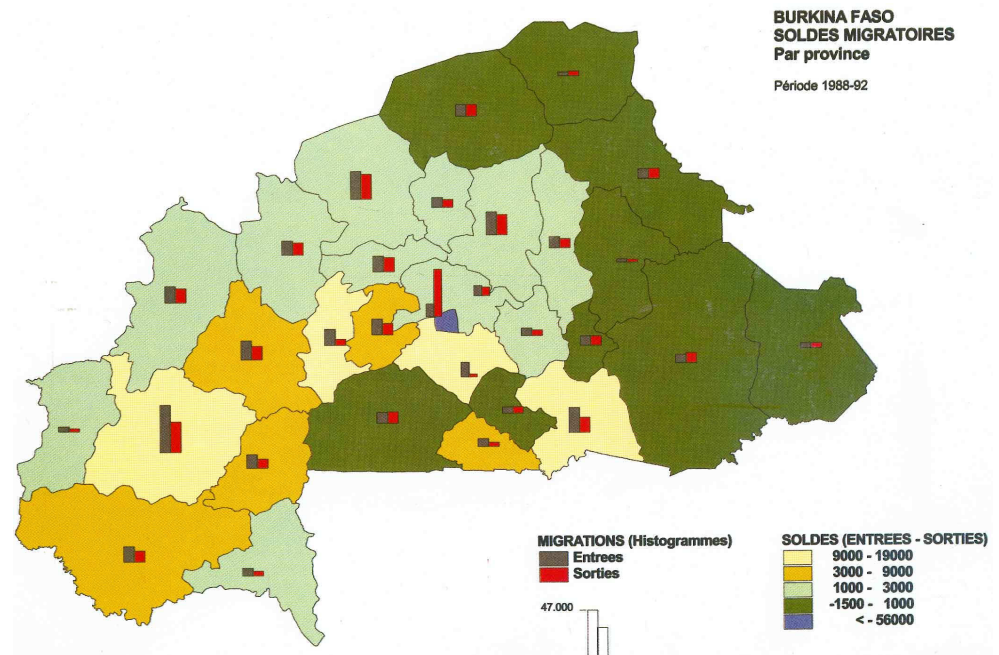 BURKINA FASO
SOLDES MIGRATOIRES
Par province
Période 1988-92
MIGRATIONS (Histogrammes)
Entrees
Sorties
47.000
SOLDES (ENTREES - SORTIES)
9000 - 19000
3000 - 9000
1000 - 3000
-1500 - 1000
< - 56000